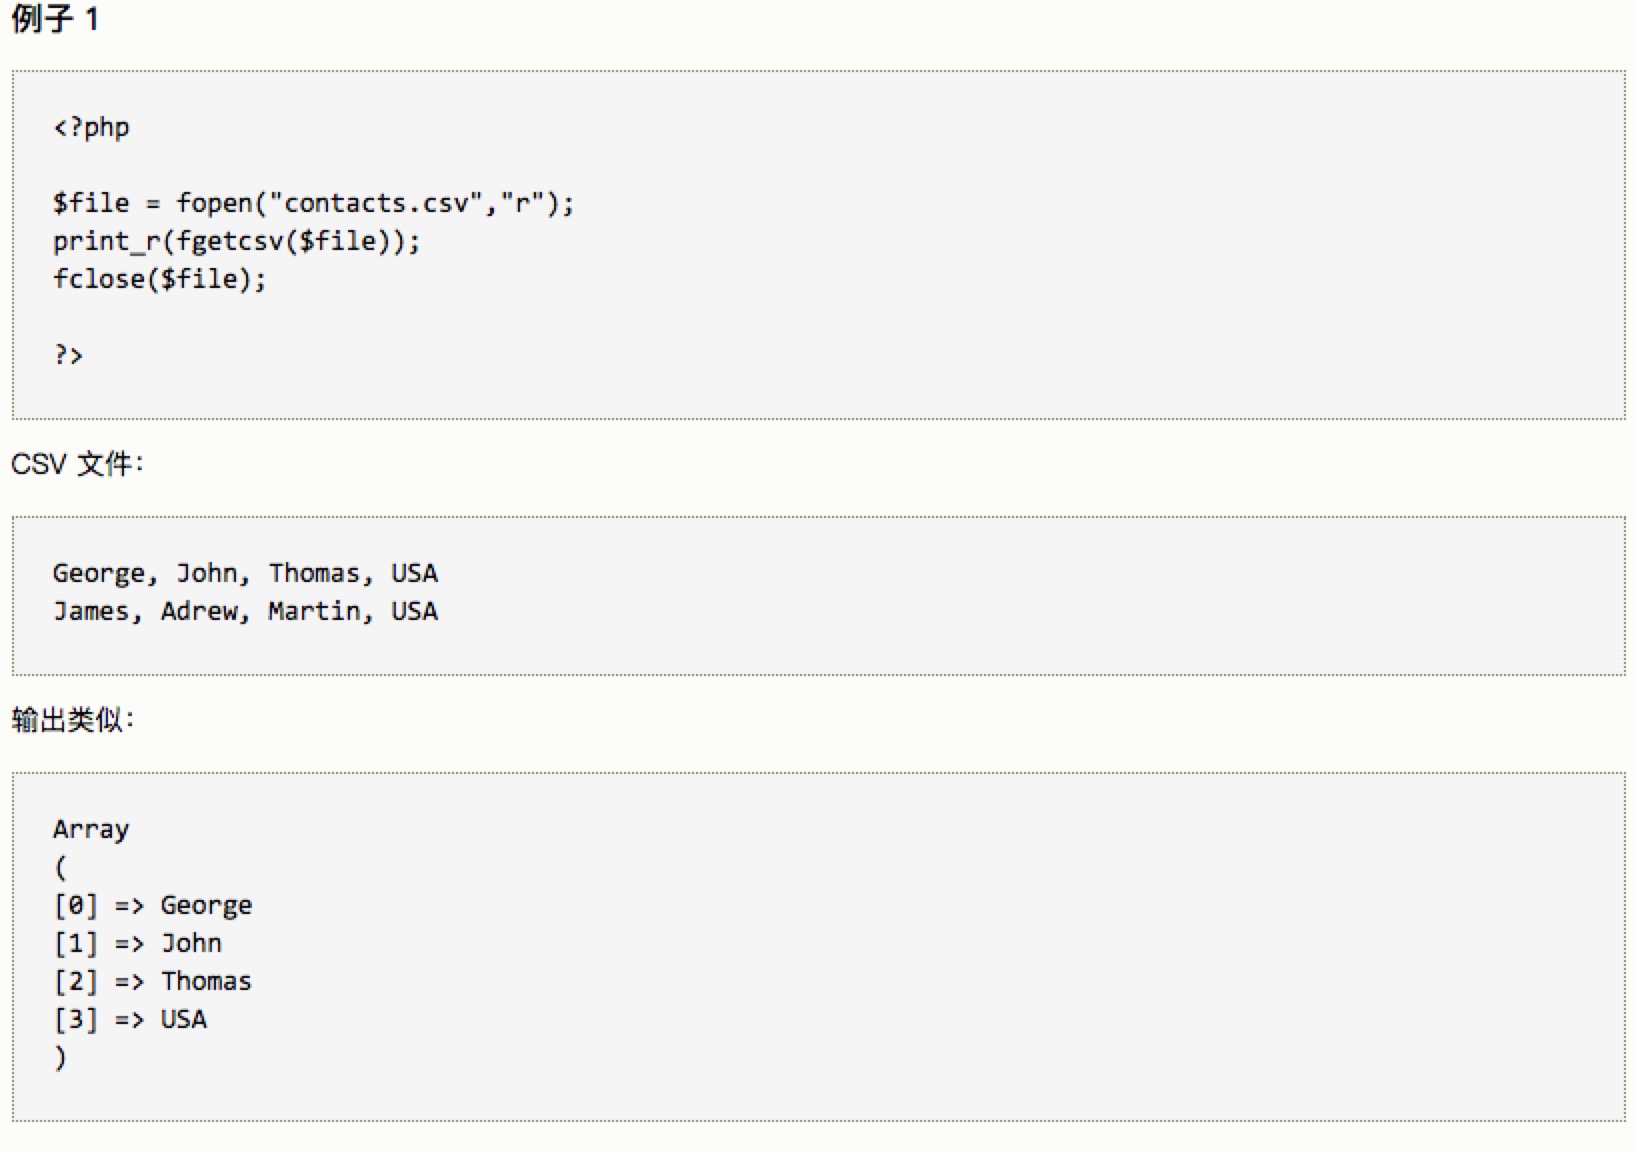 例子 1
<?php
$file = fopen("contacts.csv","r");
print_r(fgetcsv($file));
fclose($file);
?>
CSV 文件：
George, John, Thomas, USA
James, Adrew, Martin, USA
输出类似：
Array
(
[0] => George
[1] => John
[2] => Thomas
[3] => USA
)